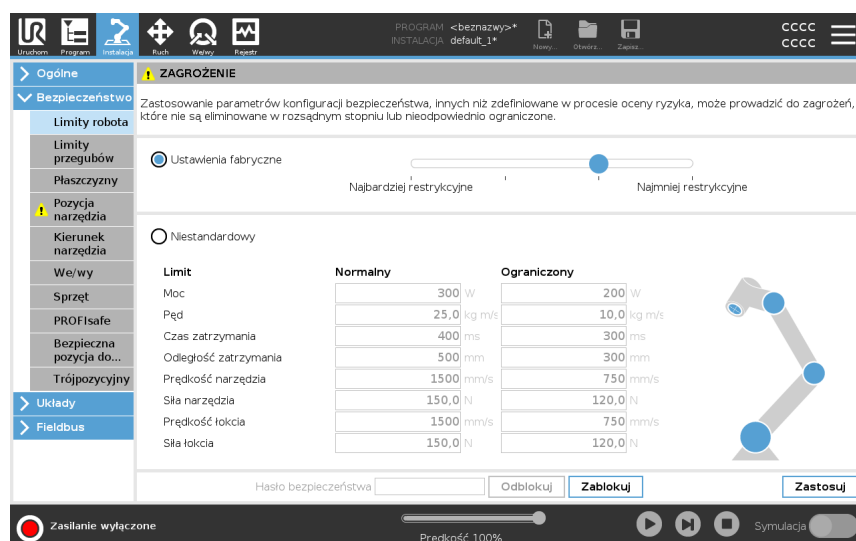 Uruchom
Program
Instalacja
Ruch
We/wy
Rejestr
PROGRAM <beznazwy>*
INSTALACJA default_1*
Nowy...
Otwórz...
Zapisz...
CCCC
CCCC
Ogólne
Bezpieczeństwo
Limity robota
Limity
przegubów
Płaszczyzny
Pozycja
narzędzia
Kierunek
narzędzia
We/wy
Sprzęt
PROFIsafe
Bezpieczna
pozycja do...
Trójpozycyjny
Układy
Fieldbus
ZAGROŻENIE
Zastosowanie parametrów konfiguracji bezpieczeństwa, innych niż zdefiniowane w procesie oceny ryzyka, może prowadzić do zagrożeń,
które nie są eliminowane w rozsądnym stopniu lub nieodpowiednio ograniczone.
Ustawienia fabryczne
Najbardziej restrykcyjne
Najmniej restrykcyjne
Niestandardowy
Limit Normalny Ograniczony
Moc 300 W 200 W
Pęd 25,0 kg m/s 10,0 kg m/s
Czas zatrzymania 400 ms 300 ms
Odległość zatrzymania 500 mm 300 mm
Prędkość narzędzia 1500 mm/s 750 mm/s
Siła narzędzia 150,0 N 120,0 N
Prędkość łokcia 1500 mm/s 750 mm/s
Siła łokcia 150,0 N 120,0 N
Hasło bezpieczeństwa
Odblokuj
Zablokuj
Zastosuj
Zasilanie wyłączone
Prędkość 100%
Symulacja